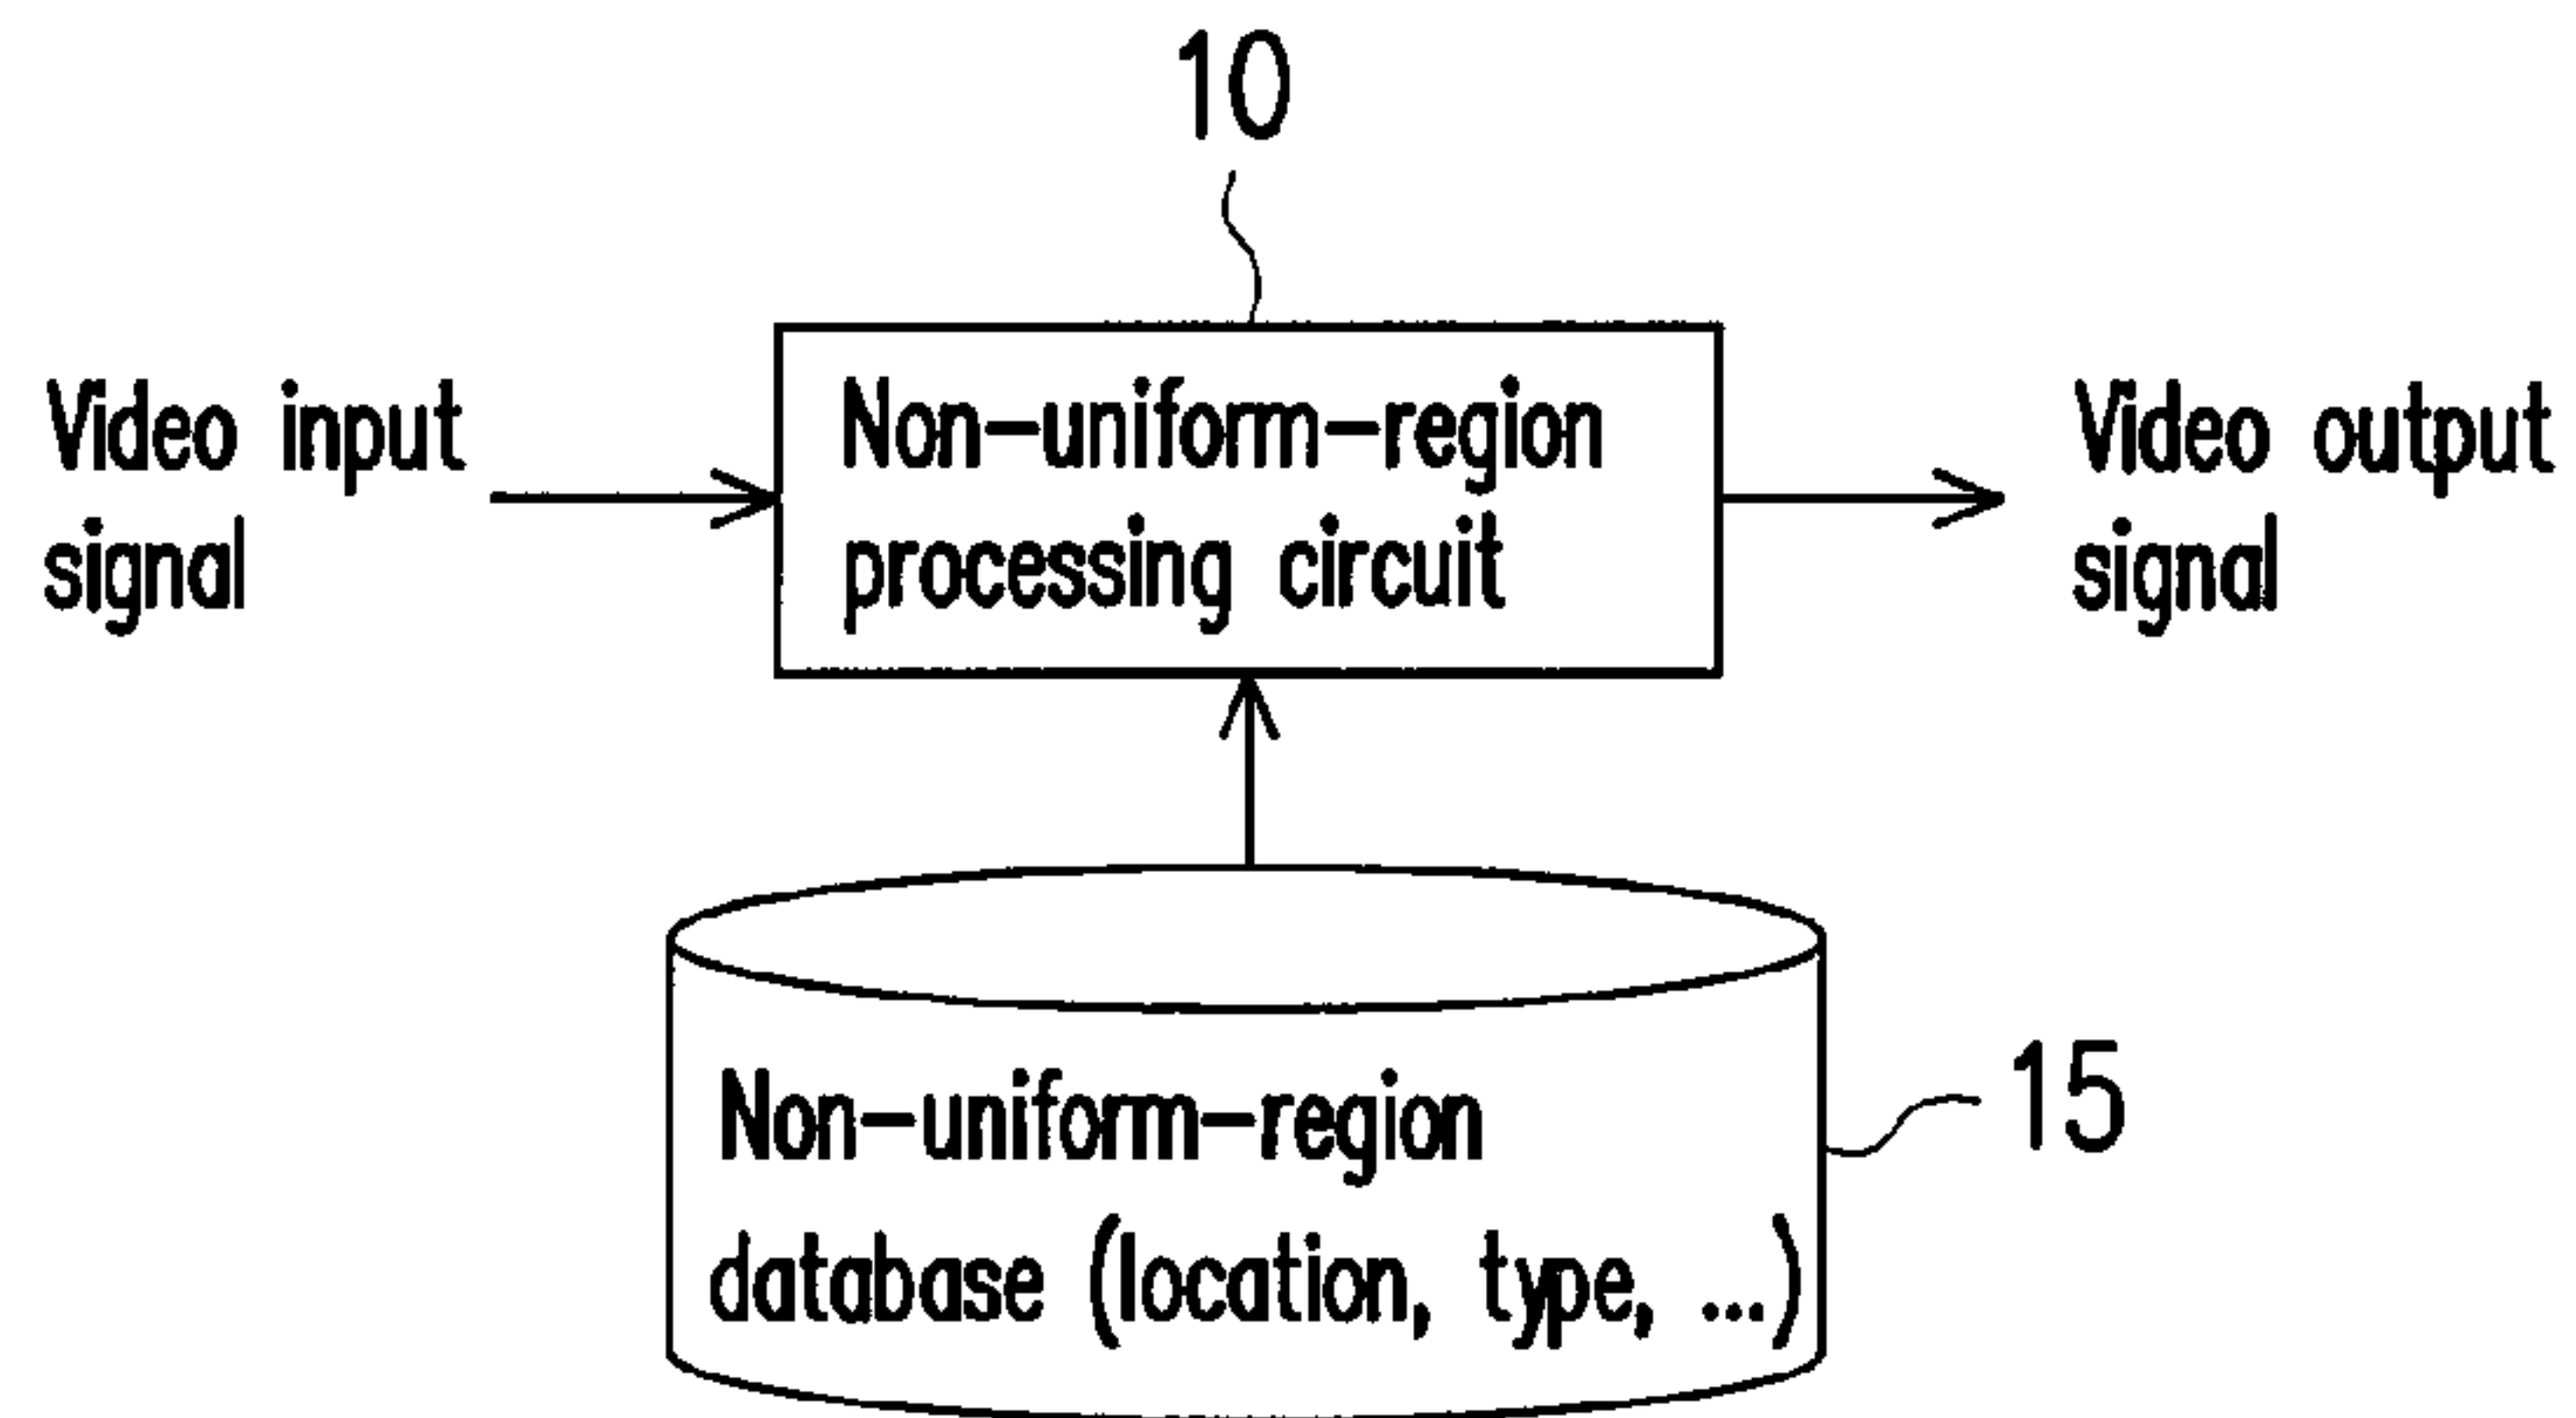 10
Video input
signal
Non-uniform-region
processing circuit
Video output
signal
Non-uniform-region
database (location, type, ...)
15